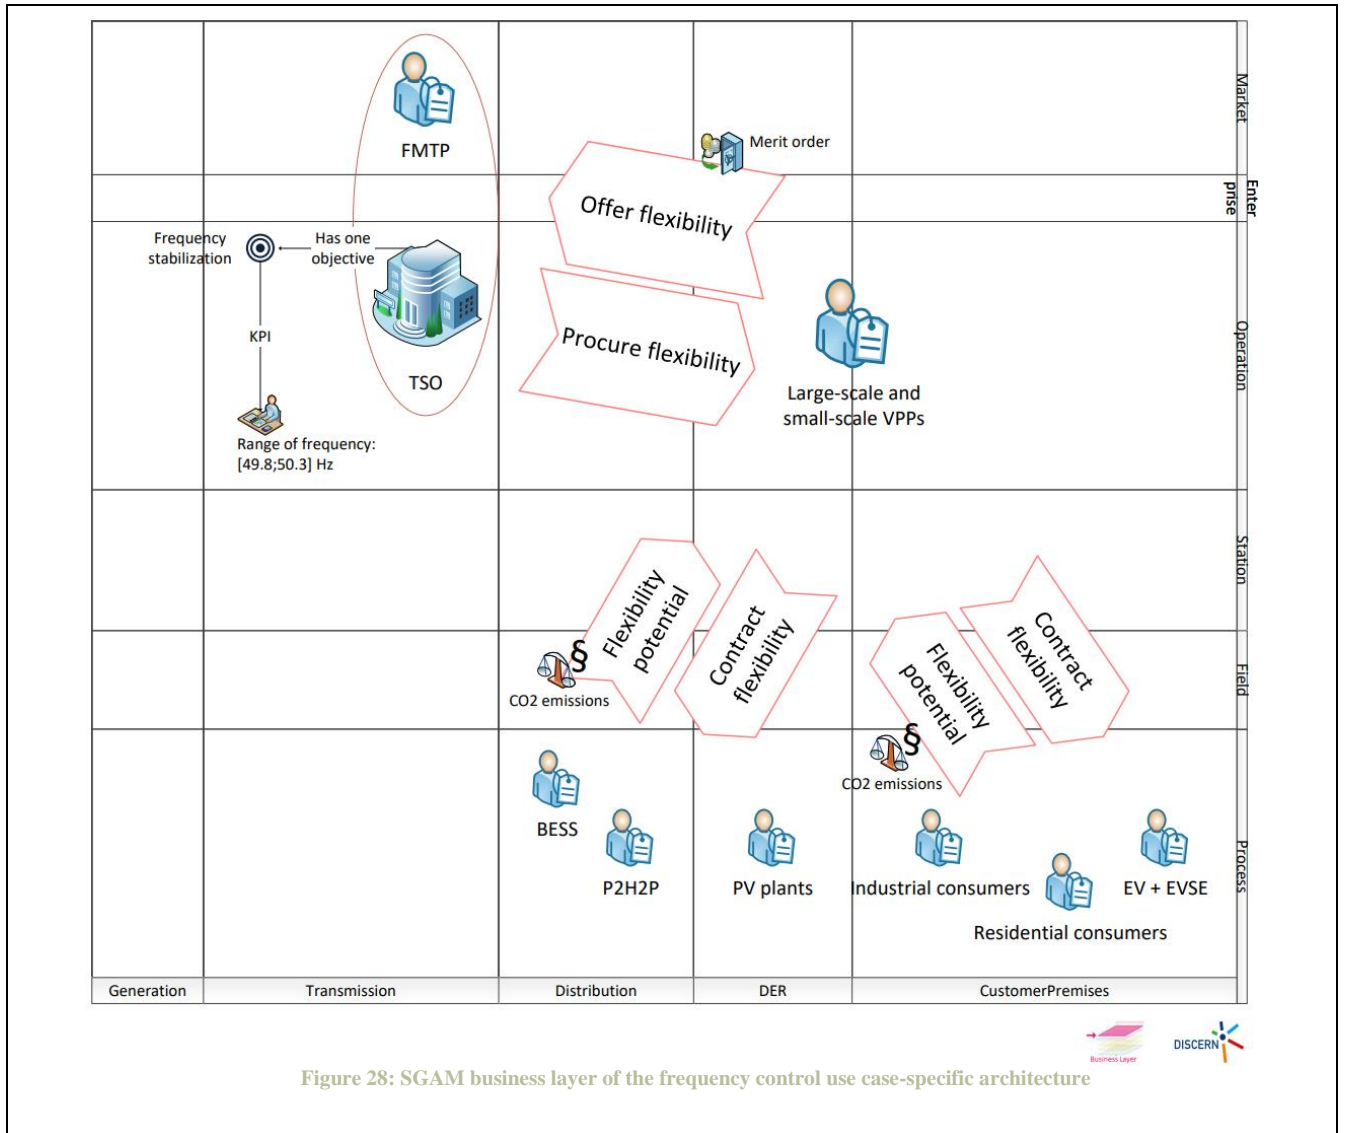 FMTP
Market
Merit order
Enter
prise
Offer flexibility
Frequency
stabilization
Has one
objective
KPI
TSO
Procure flexibility
Operation
Large-scale and
small-scale VPPs
Range of frequency:
[49.8;50.3] Hz
Station
Flexibility
potential
Contract
flexibility
Flexibility
potential
Contract
flexibility
Field
§
CO2 emissions
§
CO2 emissions
BESS
P2H2P
PV plants
Industrial consumers
Residential consumers
EV + EVSE
Process
Generation
Transmission
Distribution
DER
CustomerPremises
Business Layer
DISCERN
Figure 28: SGAM business layer of the frequency control use case-specific architecture